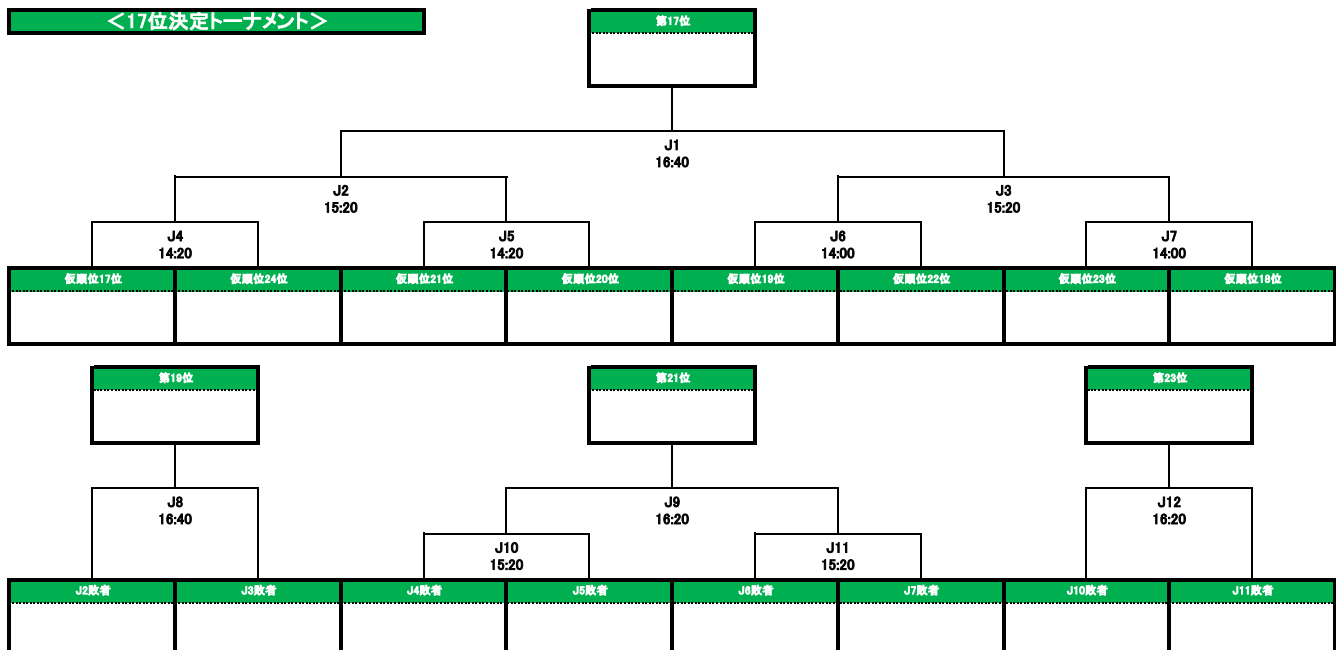 ＜17位決定トーナメント＞
第17位
J1
16:40
J2
15:20
J3
15:20
J4
14:20
J5
14:20
J6
14:00
J7
14:00
仮順位17位
仮順位24位
仮順位21位
仮順位20位
仮順位19位
仮順位22位
仮順位23位
仮順位18位
第19位
第21位
第23位
J8
16:40
J9
16:20
J12
16:20
J10
15:20
J11
15:20
J2敗者
J3敗者
J4敗者
J5敗者
J6敗者
J7敗者
J10敗者
J11敗者